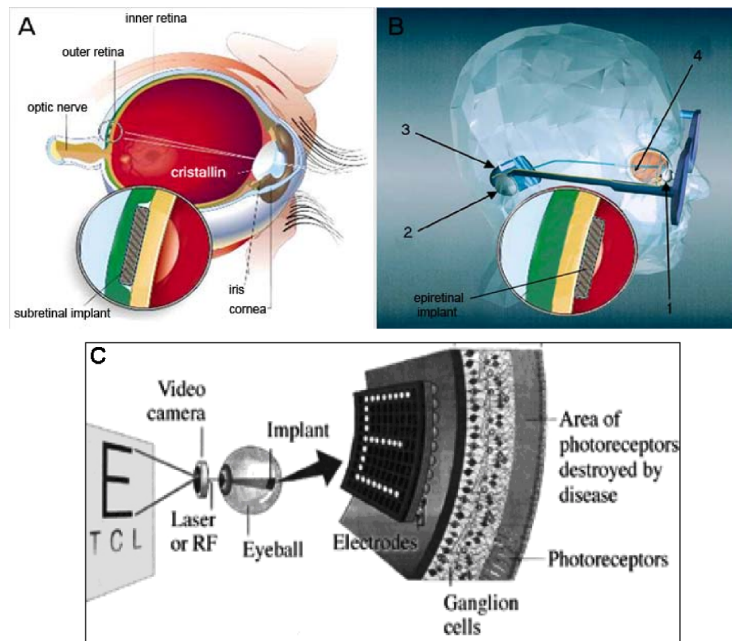 A
inner retina
outer retina
optic nerve
cristallin
iris
cornea
subretinal implant
B
4
3
2
epiretinal
implant
1
C
Video
camera
Implant
E
T C L
Laser
or RF
Eyeball
Electrodes
Area of
photoreceptors
destroyed by
disease
Photoreceptors
Ganglion
cells